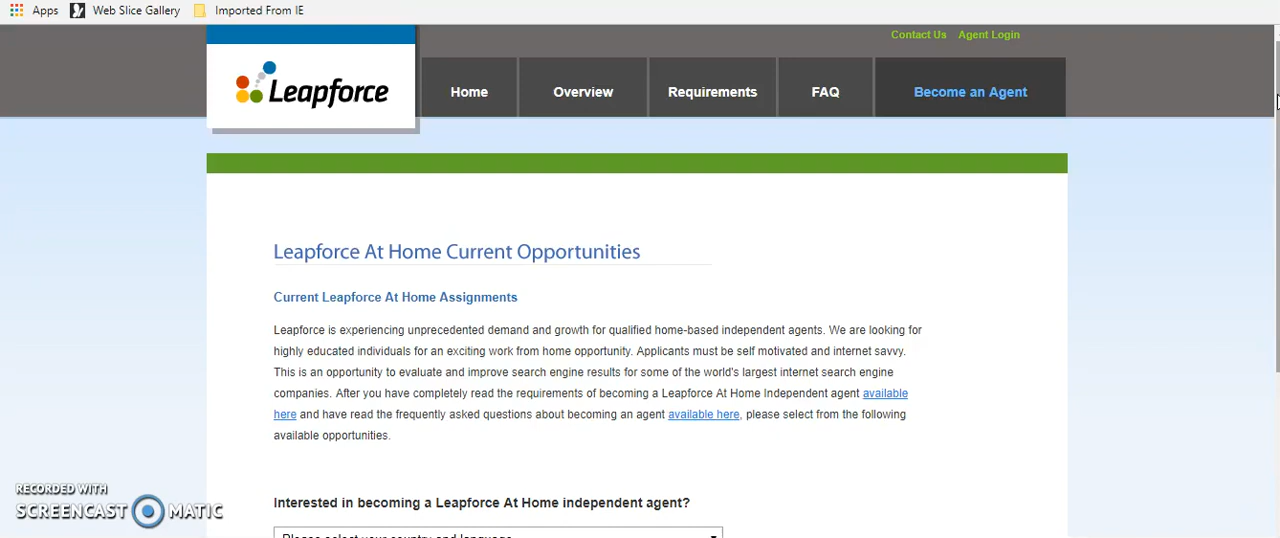 Apps Web Slice Gallery Imported From IE
Contact Us Agent Login
Leapforce
Home Overview Requirements FAQ Become an Agent
Leapforce At Home Current Opportunities
Current Leapforce At Home Assignments
Leapforce is experiencing unprecedented demand and growth for qualified home-based independent agents. We are looking for
highly educated individuals for an exciting work from home opportunity. Applicants must be self motivated and internet savvy.
This is an opportunity to evaluate and improve search engine results for some of the world's largest internet search engine
companies. After you have completely read the requirements of becoming a Leapforce At Home Independent agent available
here and have read the frequently asked questions about becoming an agent available here, please select from the following
available opportunities.
RECORDED WITH
SCREENCAST MATIC
Interested in becoming a Leapforce At Home independent agent?
Please select your country and language